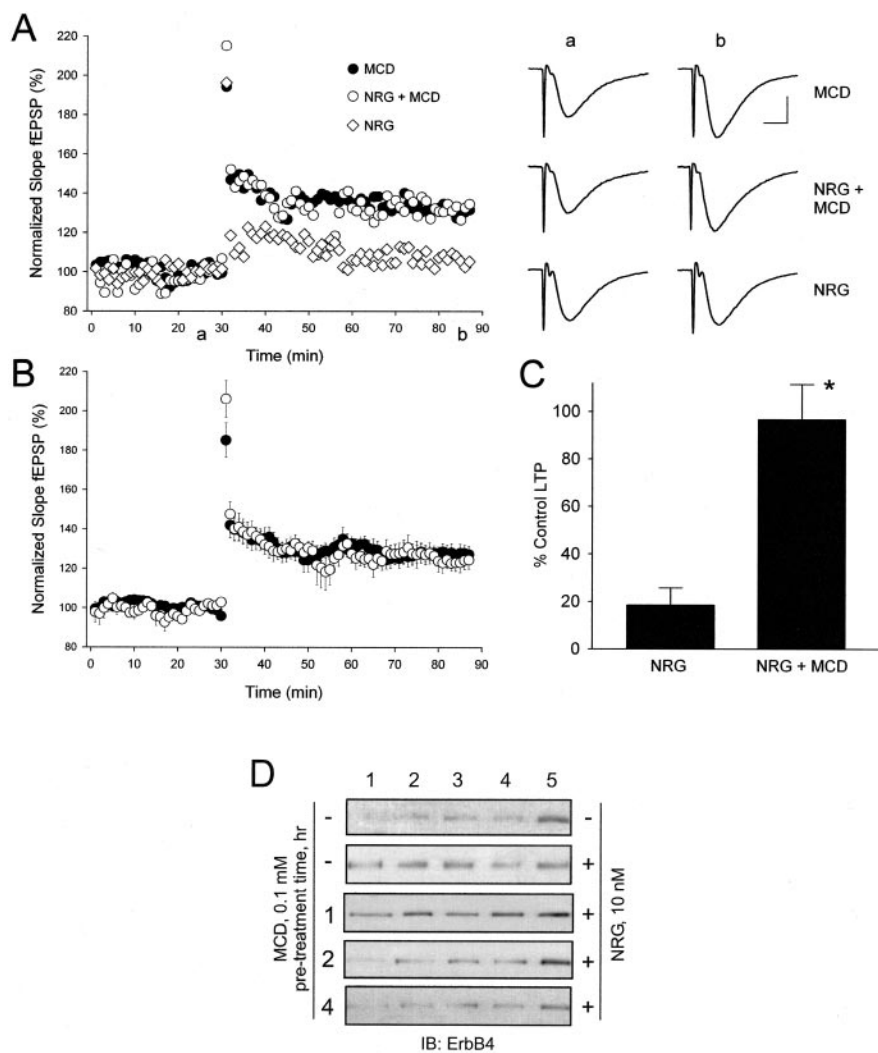 A
Normalized Slope fEPSP (%)
220
200
180
160
140
120
100
80
0 10 20 30 40 50 60 70 80 90
a b
Time (min)
MCD
NRG + MCD
NRG
a b
MCD
NRG +
MCD
NRG
B
Normalized Slope fEPSP (%)
220
200
180
160
140
120
100
80
0 10 20 30 40 50 60 70 80 90
Time (min)
C
% Control LTP
100
80
60
40
20
0
*
NRG NRG + MCD
D
1 2 3 4 5
MCD, 0.1 mM
pre-treatment time, hr
- -
- +
1 +
2 +
4 +
NRG, 10 nM
IB: ErbB4